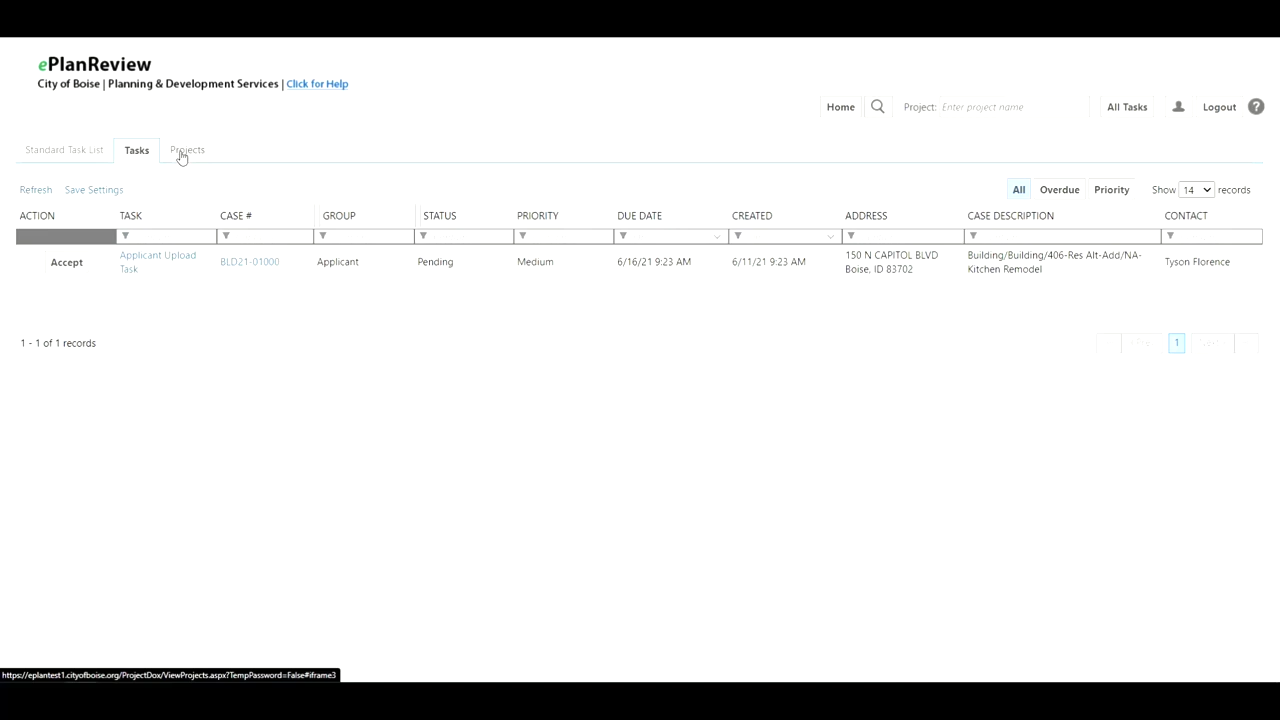 ePlanReview
City of Boise | Planning & Development Services | Click for Help
Home Project: Enter project name All Tasks Logout ?
Standard Task List Tasks Projects
Refresh Save Settings All Overdue Priority Show 14 records
ACTION TASK CASE # GROUP STATUS PRIORITY DUE DATE CREATED ADDRESS CASE DESCRIPTION CONTACT
Accept Applicant Upload BLD21-01000 Applicant Pending Medium 6/16/21 9:23 AM 6/11/21 9:23 AM 150 N CAPITOL BLVD Building/Building/406-Res Alt-Add/NA- Tyson Florence
Task Boise, ID 83702 Kitchen Remodel
1 - 1 of 1 records 1
https://eplantest1.cityofboise.org/ProjectDox/ViewProjects.aspx?TempPassword=False#iframe3